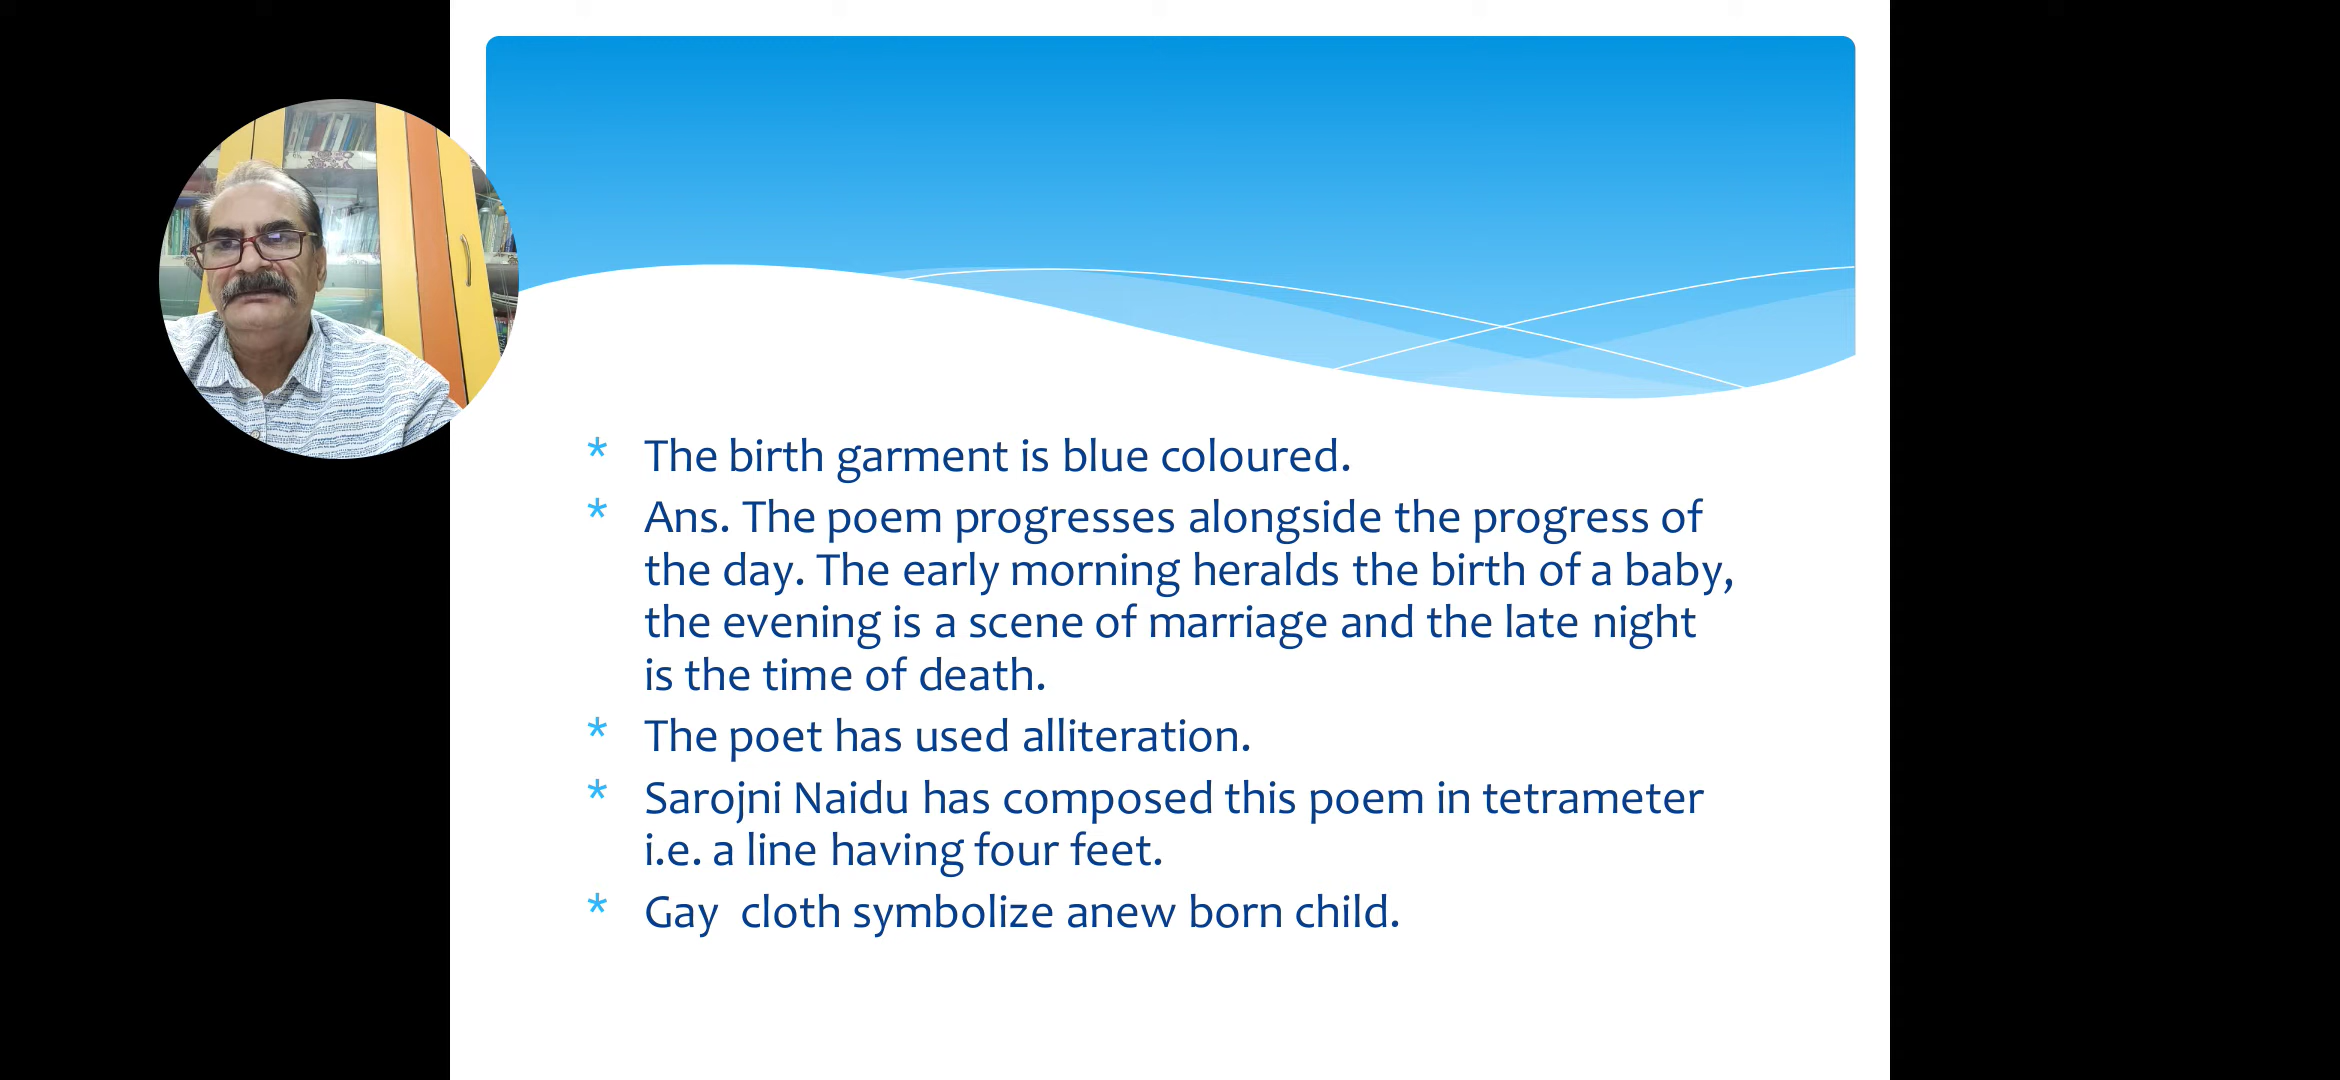 * The birth garment is blue coloured.
* Ans. The poem progresses alongside the progress of
the day. The early morning heralds the birth of a baby,
the evening is a scene of marriage and the late night
is the time of death.
* The poet has used alliteration.
* Sarojni Naidu has composed this poem in tetrameter
i.e. a line having four feet.
* Gay  cloth symbolize anew born child.